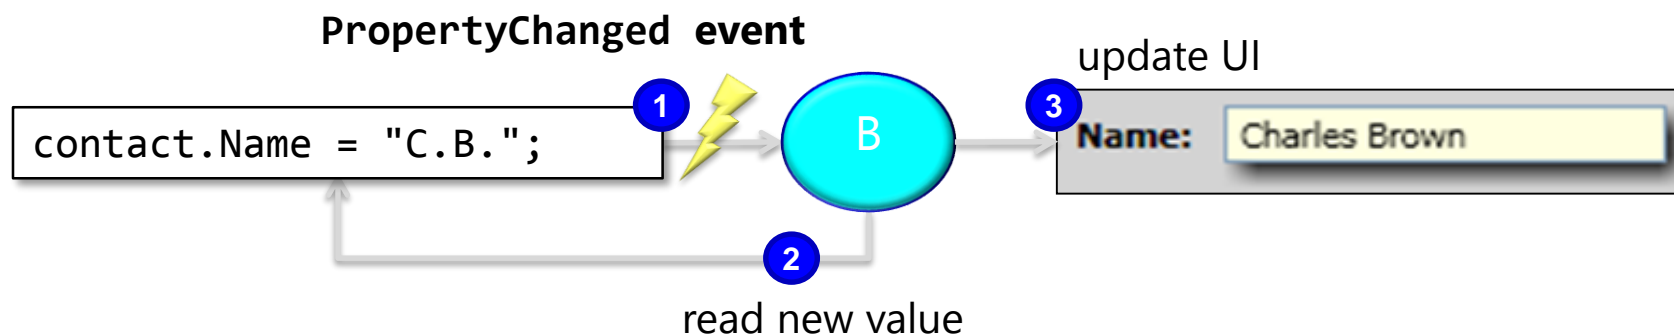 PropertyChanged event
update UI
1
3
contact.Name = "C.B.";
B
Name: Charles Brown
2
read new value